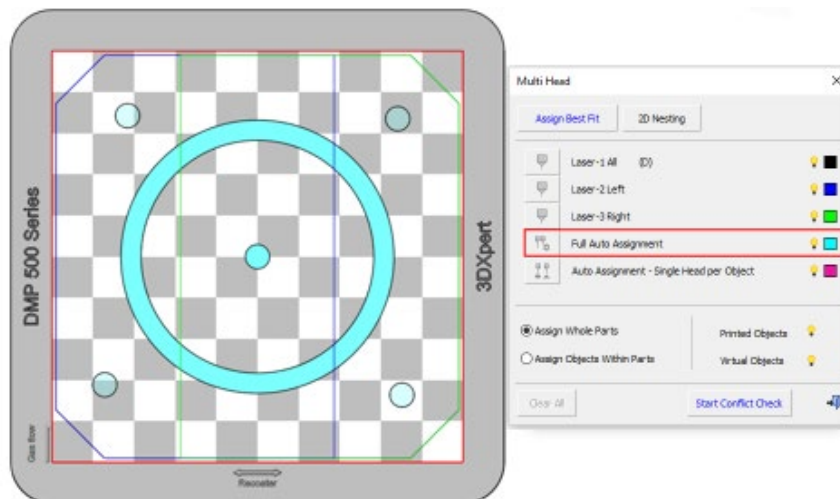 DMP 500 Series
3DXpert
Gas flow
Recoater
Multi Head
Assign Best Fit
2D Nesting
Laser-1 All (D)
Laser-2 Left
Laser-3 Right
Full Auto Assignment
Auto Assignment - Single Head per Object
Assign Whole Parts
Printed Objects
Assign Objects Within Parts
Virtual Objects
Clear All
Start Conflict Check